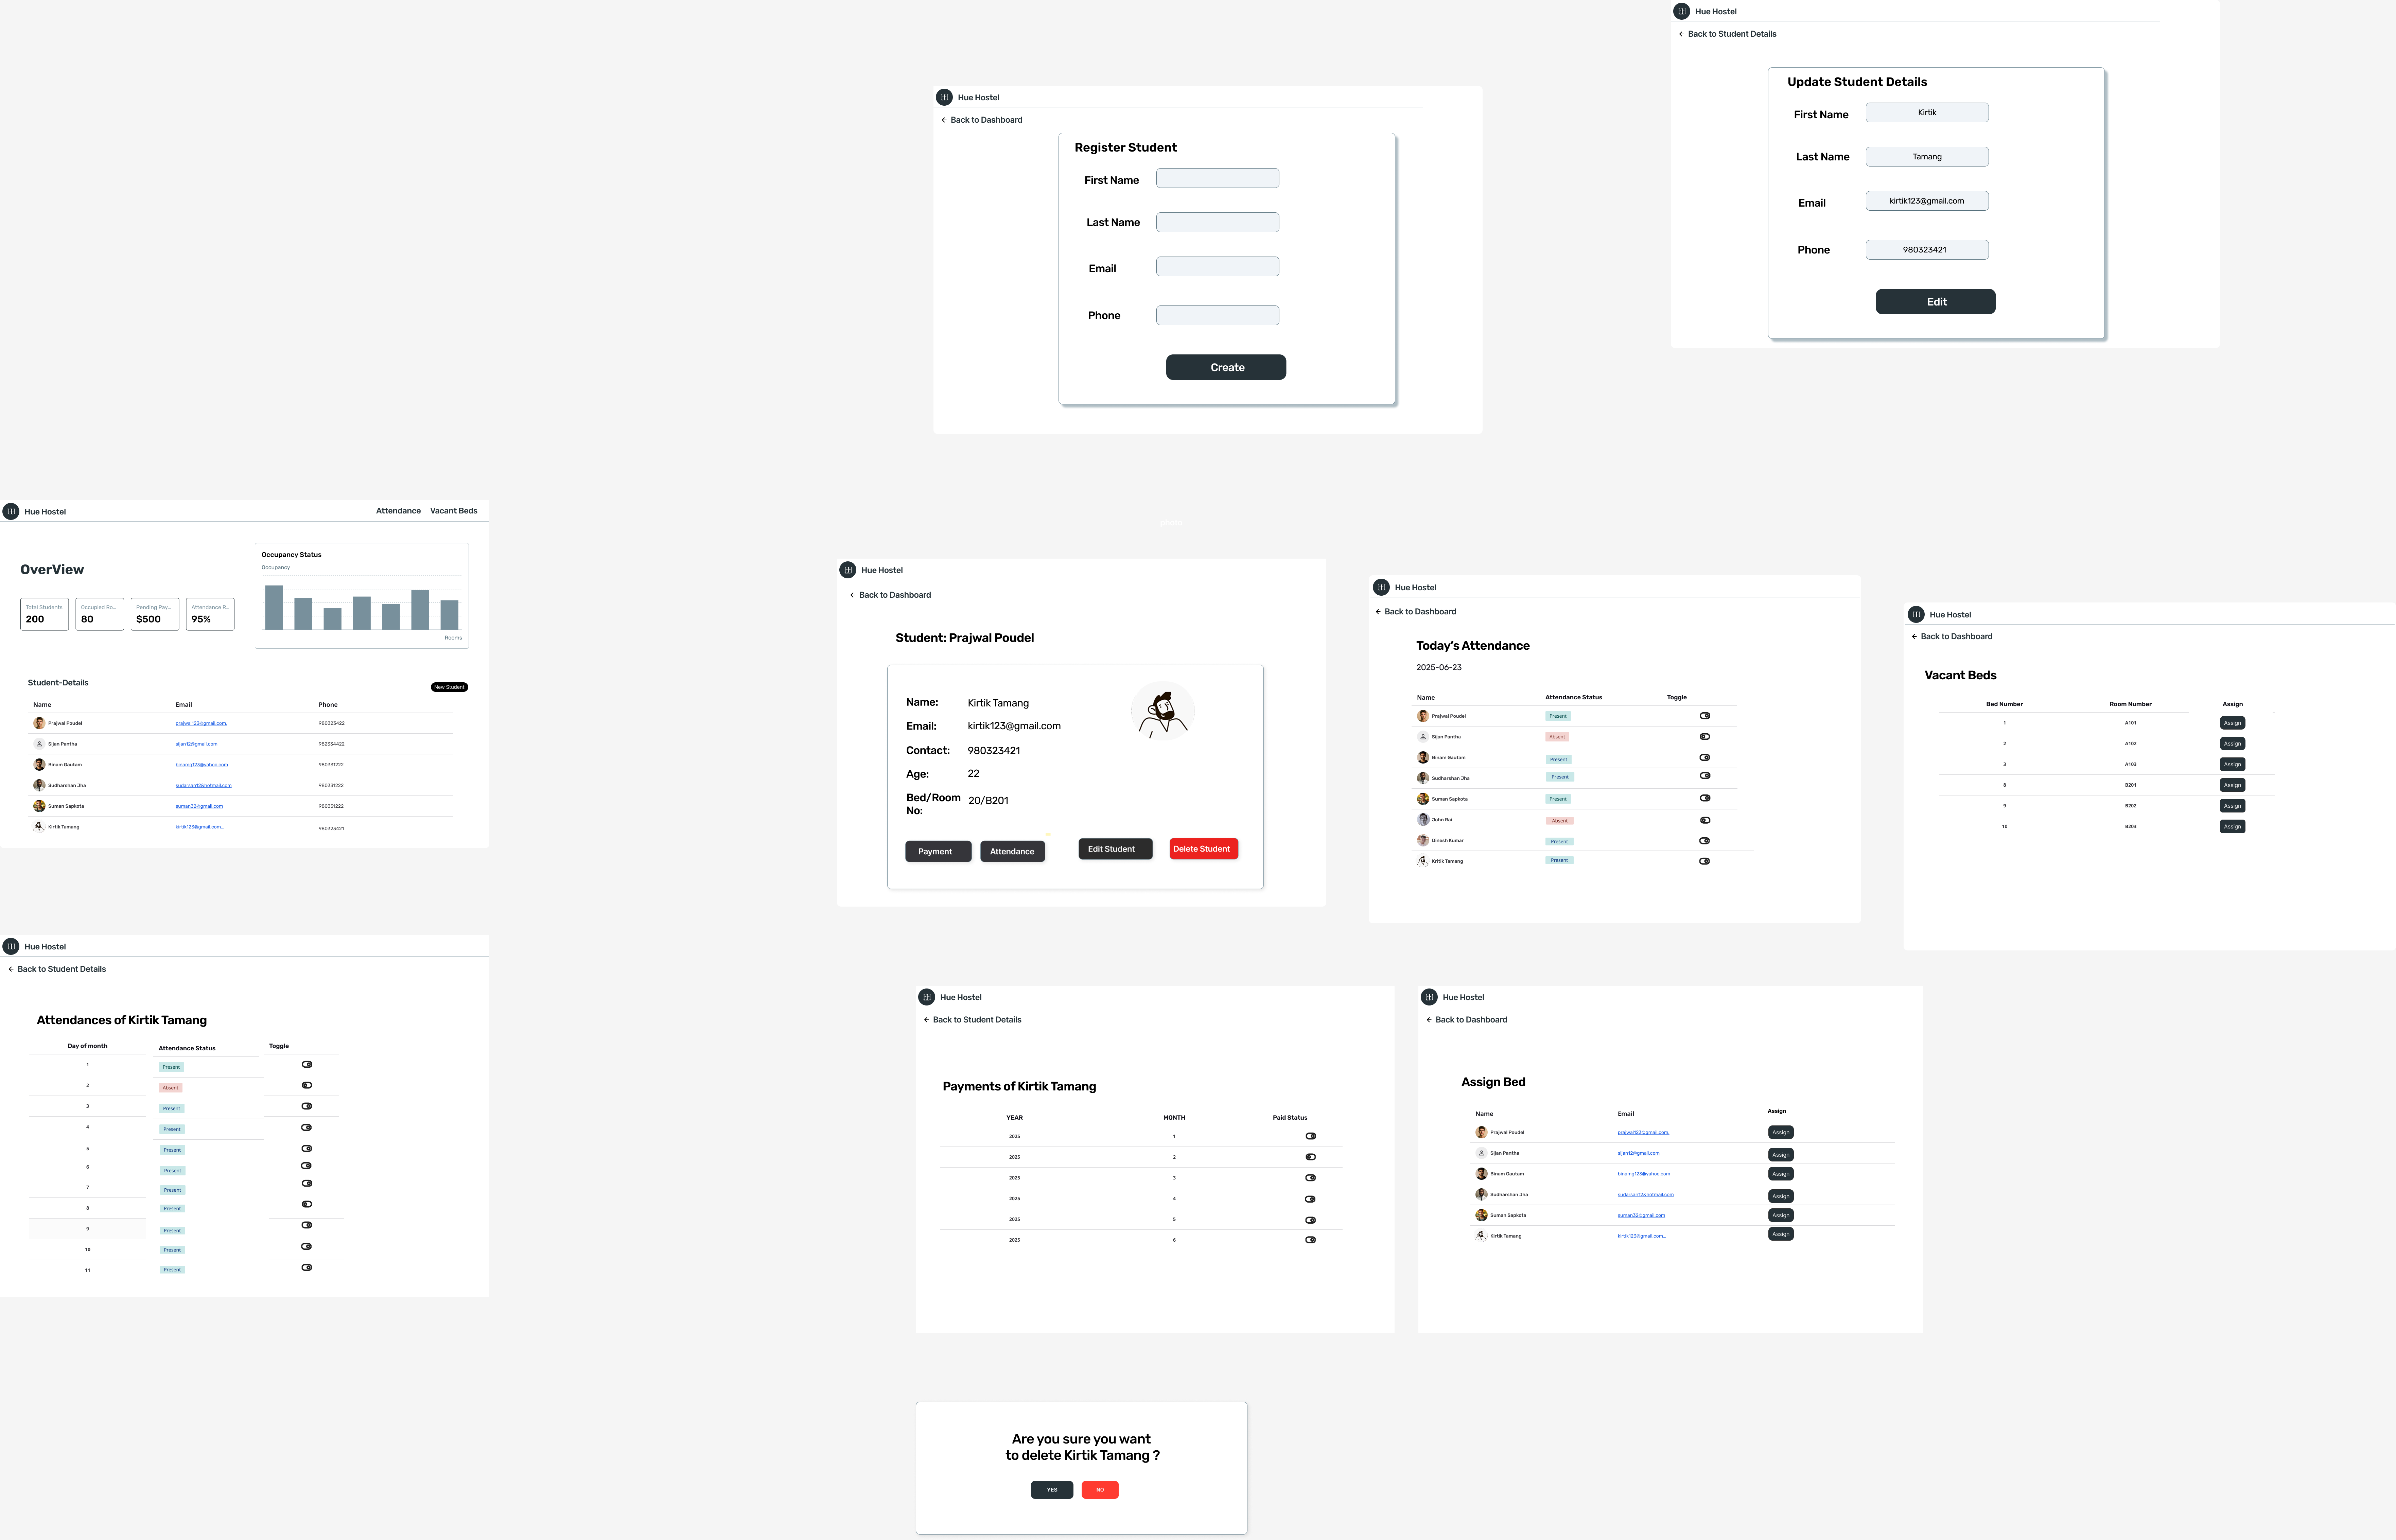 Hue Hostel
← Back to Student Details
Update Student Details
First Name Kirtik
Last Name Tamang
Email kirtik123@gmail.com
Phone 980323421
Edit
Hue Hostel
← Back to Dashboard
Register Student
First Name
Last Name
Email
Phone
Create
Hue Hostel Attendance Vacant Beds
OverView
Total Students 200
Occupied Ro... 80
Pending Pay... $500
Attendance R... 95%
Occupancy Status
Occupancy
Rooms
Student-Details
New Student
Name Email Phone
Prajwal Poudel prajwal123@gmail.com, 980323422
Sijan Pantha sijan12@gmail.com 982334422
Binam Gautam binamg123@yahoo.com 980331222
Sudharshan Jha sudarsan12&hotmail.com 980331222
Suman Sapkota suman32@gmail.com 980331222
Kirtik Tamang kirtik123@gmail.com.. 980323421
Hue Hostel
← Back to Dashboard
Student: Prajwal Poudel
Name: Kirtik Tamang
Email: kirtik123@gmail.com
Contact: 980323421
Age: 22
Bed/Room 20/B201
No:
Payment Attendance Edit Student Delete Student
Hue Hostel
← Back to Dashboard
Today's Attendance
2025-06-23
Name Attendance Status Toggle
Prajwal Poudel Present
Sijan Pantha Absent
Binam Gautam Present
Sudharshan Jha Present
Suman Sapkota Present
John Rai Absent
Dinesh Kumar Present
Kritik Tamang Present
Hue Hostel
← Back to Dashboard
Vacant Beds
Bed Number Room Number Assign
1 A101 Assign
2 A102 Assign
3 A103 Assign
8 B201 Assign
9 B202 Assign
10 B203 Assign
Hue Hostel
← Back to Student Details
Attendances of Kirtik Tamang
Day of month Attendance Status Toggle
1 Present
2 Absent
3 Present
4 Present
5 Present
6 Present
7 Present
8 Present
9 Present
10 Present
11 Present
Hue Hostel
← Back to Student Details
Payments of Kirtik Tamang
YEAR MONTH Paid Status
2025 1
2025 2
2025 3
2025 4
2025 5
2025 6
Hue Hostel
← Back to Dashboard
Assign Bed
Name Email Assign
Prajwal Poudel prajwal123@gmail.com, Assign
Sijan Pantha sijan12@gmail.com Assign
Binam Gautam binamg123@yahoo.com Assign
Sudharshan Jha sudarsan12&hotmail.com Assign
Suman Sapkota suman32@gmail.com Assign
Kirtik Tamang kirtik123@gmail.com.. Assign
Are you sure you want
to delete Kirtik Tamang ?
YES NO